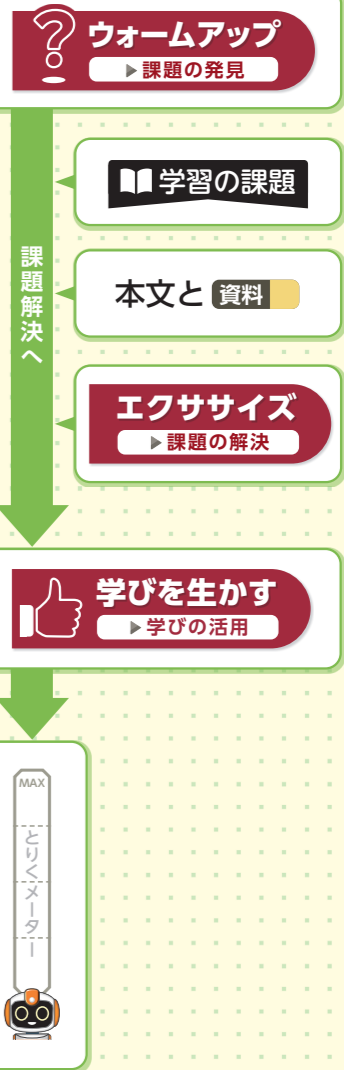 ?
ウォームアップ
▶課題の発見
学習の課題
課題解決へ
本文と 資料
エクササイズ
▶課題の解決
学びを生かす
▶学びの活用
MAX
とりくメーター